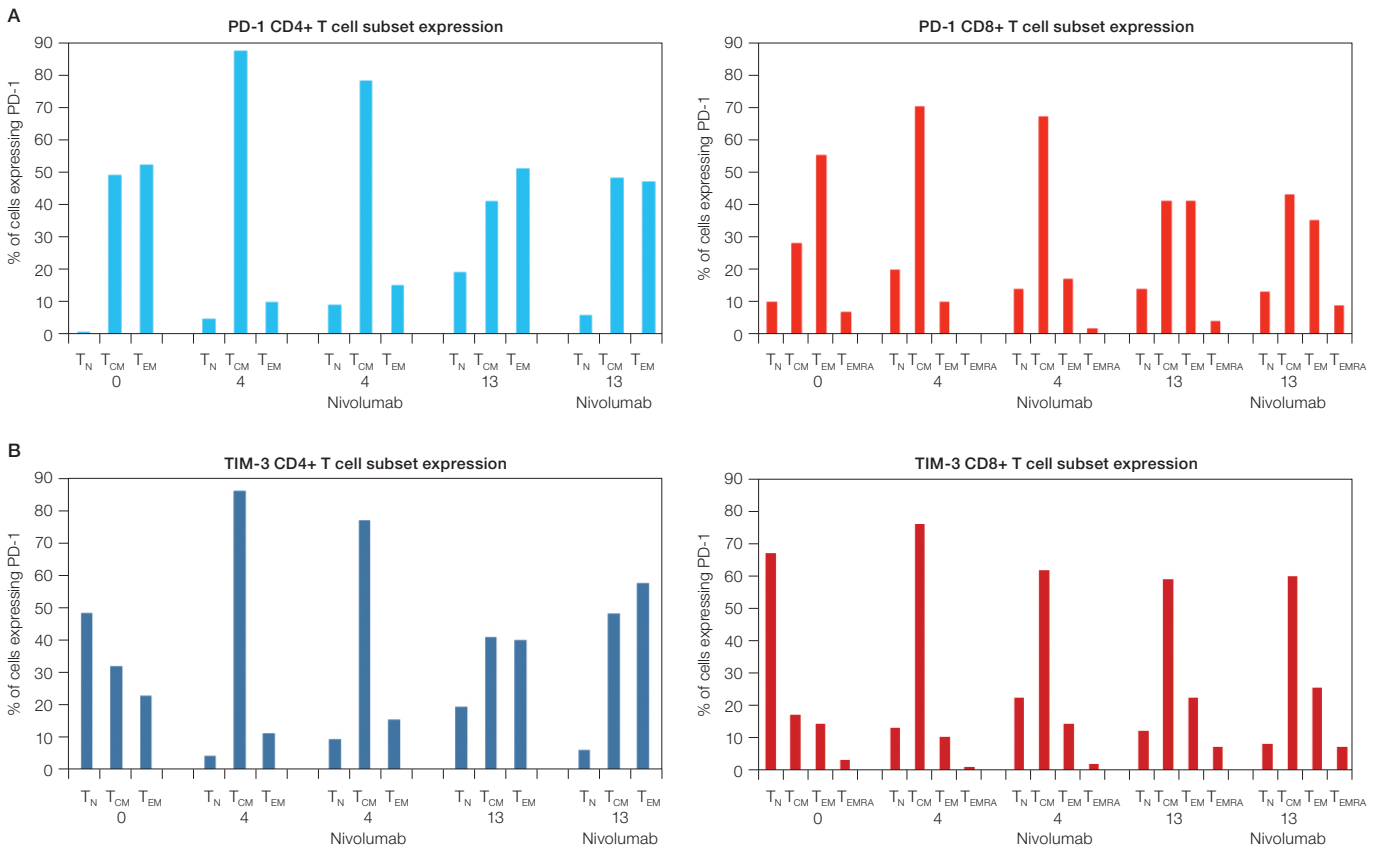 A
PD-1 CD4+ T cell subset expression
% of cells expressing PD-1
90
80
70
60
50
40
30
20
10
0
TN TCM TEM TN TCM TEM TN TCM TEM TN TCM TEM TN TCM TEM
0 4 4 13 13
Nivolumab Nivolumab
PD-1 CD8+ T cell subset expression
% of cells expressing PD-1
90
80
70
60
50
40
30
20
10
0
TN TCM TEM TEMRA TN TCM TEM TEMRA TN TCM TEM TEMRA TN TCM TEM TEMRA TN TCM TEM TEMRA
0 4 4 13 13
Nivolumab Nivolumab
B
TIM-3 CD4+ T cell subset expression
% of cells expressing PD-1
90
80
70
60
50
40
30
20
10
0
TN TCM TEM TN TCM TEM TN TCM TEM TN TCM TEM TN TCM TEM
0 4 4 13 13
Nivolumab Nivolumab
TIM-3 CD8+ T cell subset expression
% of cells expressing PD-1
90
80
70
60
50
40
30
20
10
0
TN TCM TEM TEMRA TN TCM TEM TEMRA TN TCM TEM TEMRA TN TCM TEM TEMRA TN TCM TEM TEMRA
0 4 4 13 13
Nivolumab Nivolumab